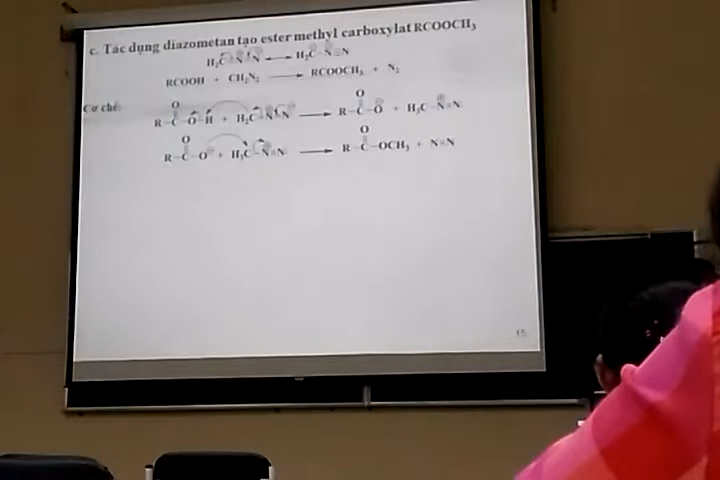 c. Tác dụng diazometan tạo ester methyl carboxylat RCOOCH₃
H₂C=N=N ⟷ H₂C-N≡N
RCOOH + CH₂N₂ ⟶ RCOOCH₃ + N₂
Cơ chế:
O O
R-C-O-H + H₂C=N=N ⟶ R-C-O + H₃C-N≡N
O O
R-C-O + H₃C-N≡N ⟶ R-C-OCH₃ + N≡N
15